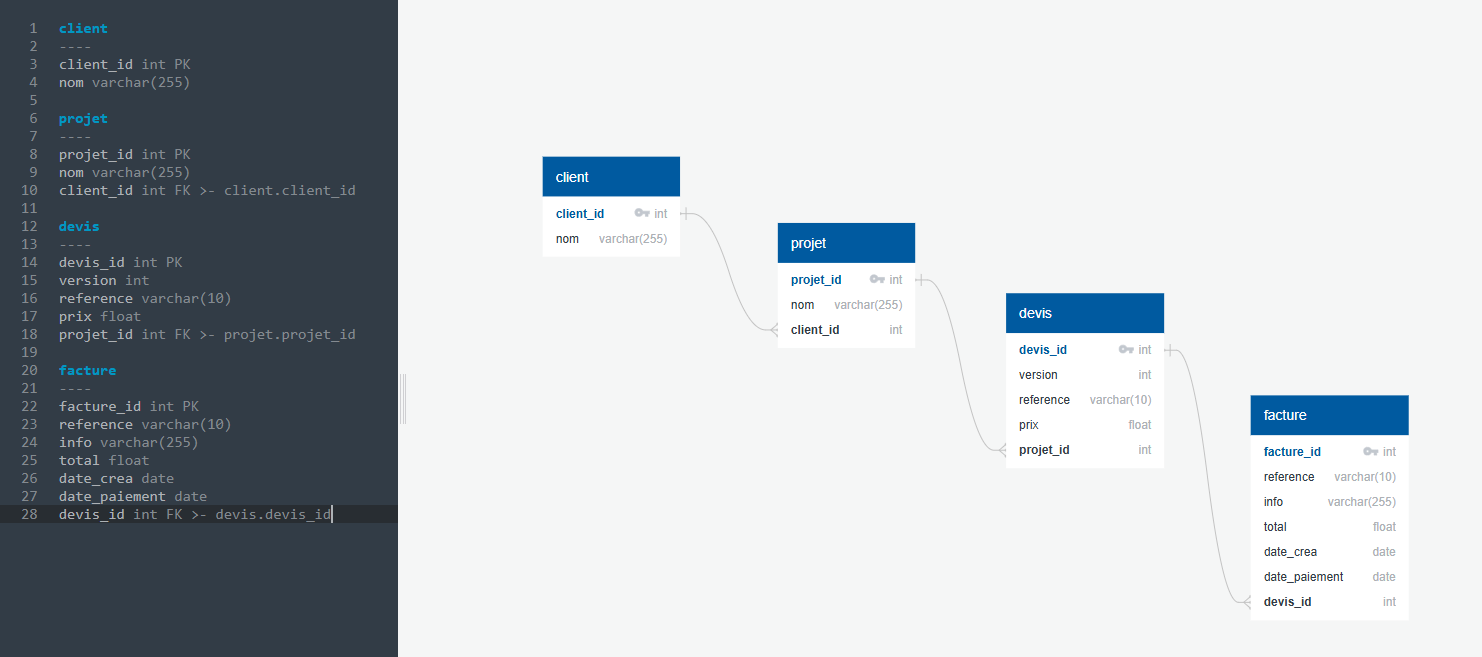 1 client
2 ----
3 client_id int PK
4 nom varchar(255)
5
6 projet
7 ----
8 projet_id int PK
9 nom varchar(255)
10 client_id int FK >- client.client_id
11
12 devis
13 ----
14 devis_id int PK
15 version int
16 reference varchar(10)
17 prix float
18 projet_id int FK >- projet.projet_id
19
20 facture
21 ----
22 facture_id int PK
23 reference varchar(10)
24 info varchar(255)
25 total float
26 date_crea date
27 date_paiement date
28 devis_id int FK >- devis.devis_id
client
client_id int
nom varchar(255)
projet
projet_id int
nom varchar(255)
client_id int
devis
devis_id int
version int
reference varchar(10)
prix float
projet_id int
facture
facture_id int
reference varchar(10)
info varchar(255)
total float
date_crea date
date_paiement date
devis_id int